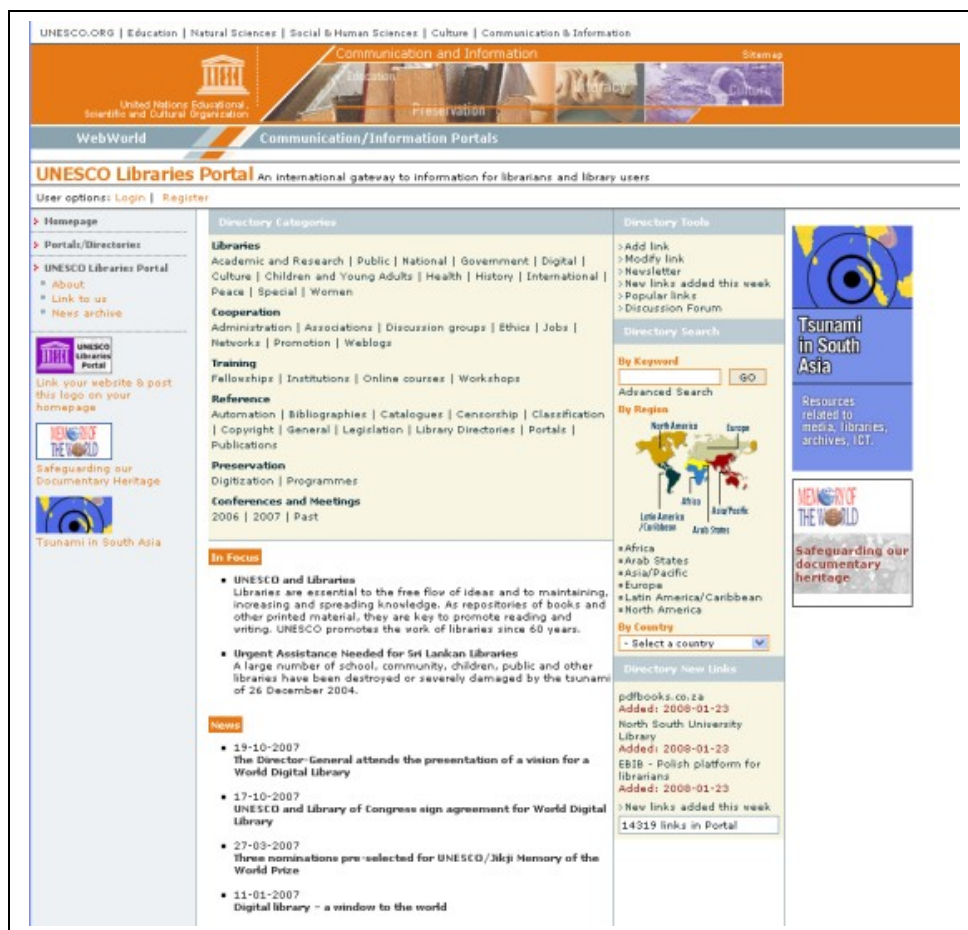 UNESCO.ORG | Education | Natural Sciences | Social & Human Sciences | Culture | Communication & Information
Communication and Information
Sitemap
Education
Literacy
Culture
Preservation
United Nations Educational,
Scientific and Cultural Organization
WebWorld
Communication/Information Portals
UNESCO Libraries Portal An international gateway to information for librarians and library users
User options: Login | Register
Homepage
Portals/Directories
UNESCO Libraries Portal
About
Link to us
News archive
UNESCO
Libraries
Portal
Link your website & post
this logo on your
homepage
MEMORY OF
THE WORLD
Safeguarding our
Documentary Heritage
Tsunami in South Asia
Directory Categories
Libraries
Academic and Research | Public | National | Government | Digital |
Culture | Children and Young Adults | Health | History | International |
Peace | Special | Women
Cooperation
Administration | Associations | Discussion groups | Ethics | Jobs |
Networks | Promotion | Weblogs
Training
Fellowships | Institutions | Online courses | Workshops
Reference
Automation | Bibliographies | Catalogues | Censorship | Classification
| Copyright | General | Legislation | Library Directories | Portals |
Publications
Preservation
Digitization | Programmes
Conferences and Meetings
2006 | 2007 | Past
In Focus
UNESCO and Libraries
Libraries are essential to the free flow of ideas and to maintaining,
increasing and spreading knowledge. As repositories of books and
other printed material, they are key to promote reading and
writing. UNESCO promotes the work of libraries since 60 years.
Urgent Assistance Needed for Sri Lankan Libraries
A large number of school, community, children, public and other
libraries have been destroyed or severely damaged by the tsunami
of 26 December 2004.
News
19-10-2007
The Director-General attends the presentation of a vision for a
World Digital Library
17-10-2007
UNESCO and Library of Congress sign agreement for World Digital
Library
27-03-2007
Three nominations pre-selected for UNESCO/Jikji Memory of the
World Prize
11-01-2007
Digital library - a window to the world
Directory Tools
>Add link
>Modify link
>Newsletter
>New links added this week
>Popular links
>Discussion Forum
Directory Search
By Keyword
GO
Advanced Search
By Region
North America
Europe
Africa
Asia/Pacific
Latin America
/Caribbean
Arab States
Africa
Arab States
Asia/Pacific
Europe
Latin America/Caribbean
North America
By Country
- Select a country
Directory New Links
pdfbooks.co.za
Added: 2008-01-23
North South University
Library
Added: 2008-01-23
EBIB - Polish platform for
librarians
Added: 2008-01-23
>New links added this week
14319 links in Portal
Tsunami
in South
Asia
Resources
related to
media, libraries,
archives, ICT.
MEMORY OF
THE WORLD
Safeguarding our
documentary
heritage